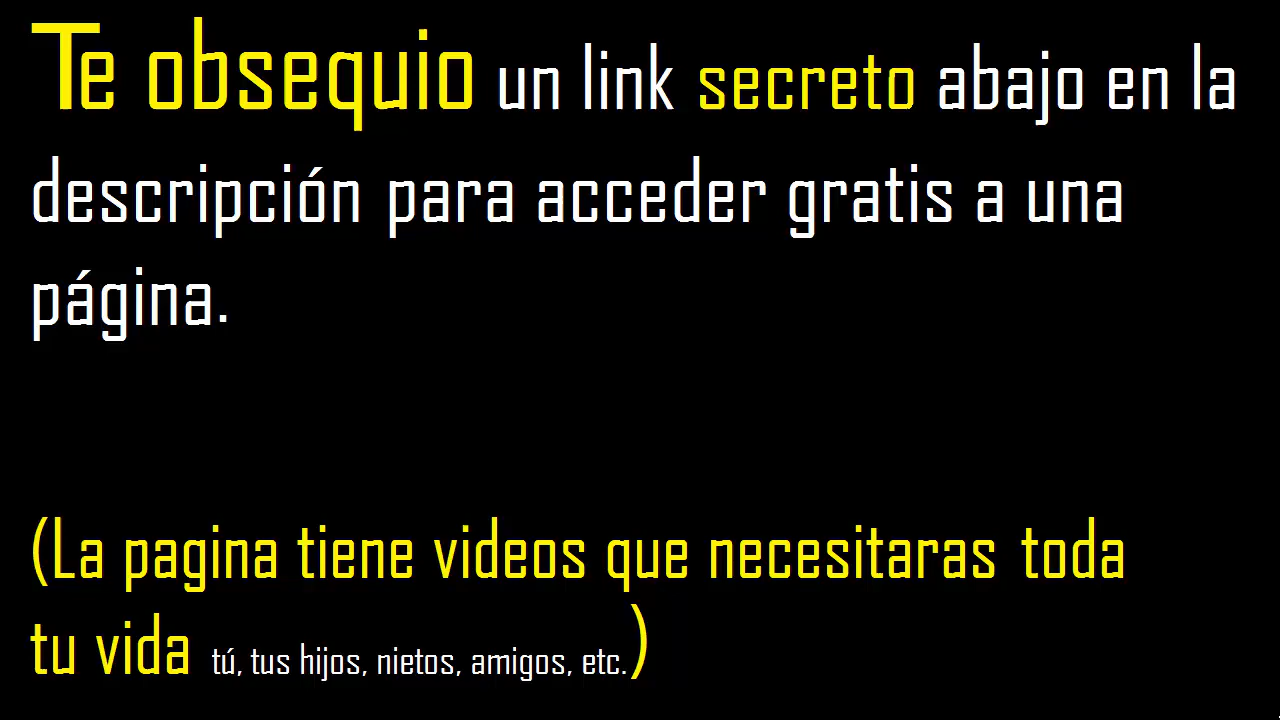 Te obsequio un link secreto abajo en la
descripción para acceder gratis a una
página.
(La pagina tiene videos que necesitaras toda
tu vida tú, tus hijos, nietos, amigos, etc.)